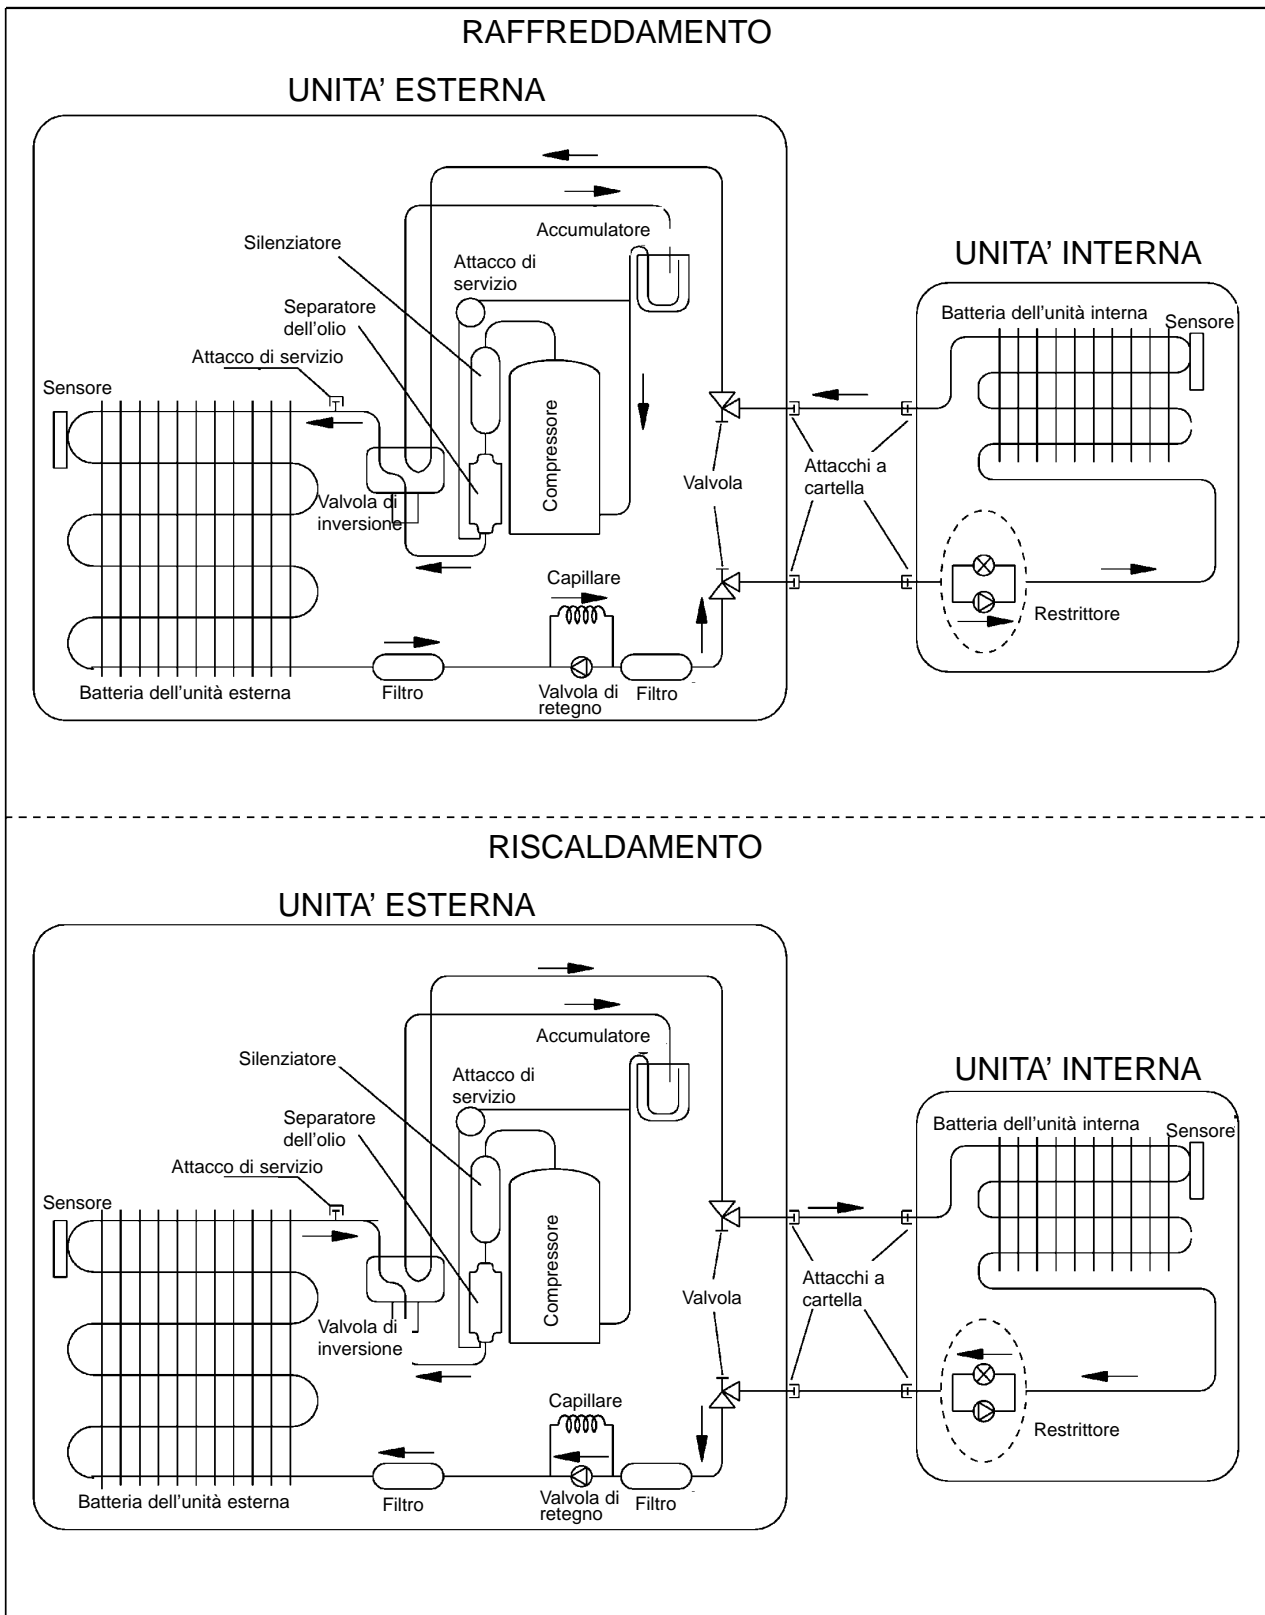 RAFFREDDAMENTO
UNITA' ESTERNA
Accumulatore
Silenziatore
Attacco di
servizio
UNITA' INTERNA
Separatore
dell'olio
Batteria dell'unità interna
Sensore
Attacco di servizio
Sensore
Compressore
Valvola
Attacchi a
cartella
Valvola di
inversione
Capillare
Restrittore
Batteria dell'unità esterna
Filtro
Valvola di
retegno
Filtro
RISCALDAMENTO
UNITA' ESTERNA
Accumulatore
Silenziatore
Attacco di
servizio
UNITA' INTERNA
Separatore
dell'olio
Batteria dell'unità interna
Sensore
Attacco di servizio
Sensore
Compressore
Valvola
Attacchi a
cartella
Valvola di
inversione
Capillare
Restrittore
Batteria dell'unità esterna
Filtro
Valvola di
retegno
Filtro